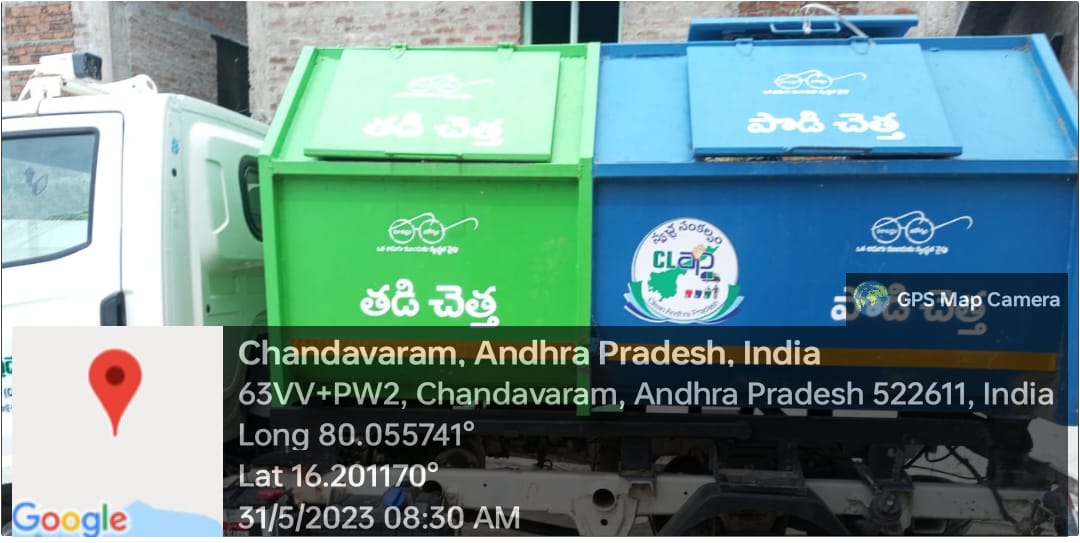 తడి చెత్త
పొడి చెత్త
స్వచ్ఛ సంకల్పం
CLAP
Clean Andhra Pradesh
తడి చెత్త
పొడి చెత్త
GPS Map Camera
Chandavaram, Andhra Pradesh, India
63VV+PW2, Chandavaram, Andhra Pradesh 522611, India
Long 80.055741°
Lat 16.201170°
31/5/2023 08:30 AM
Google